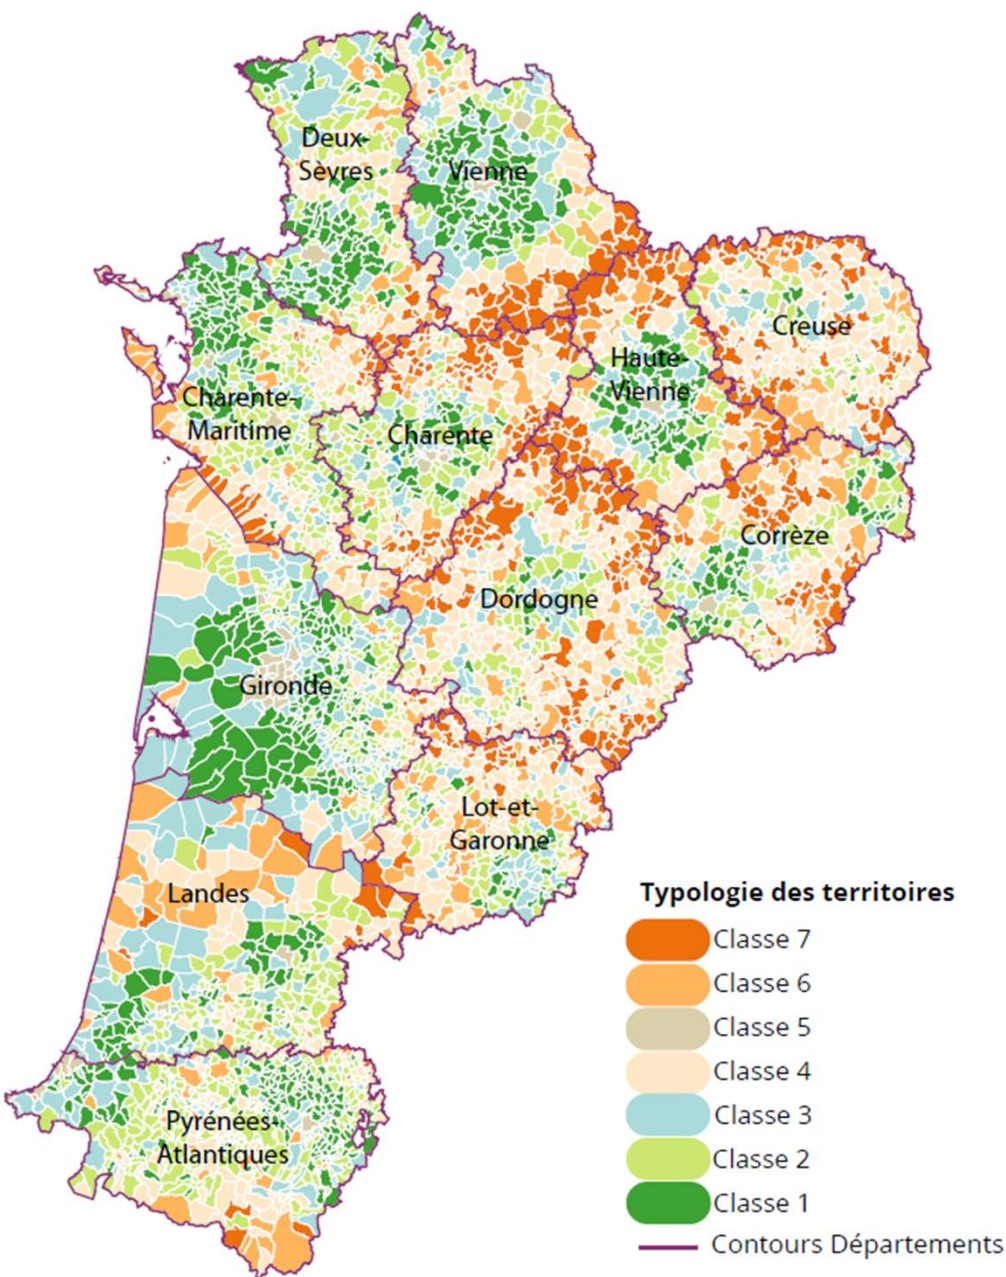 Deux-
Sèvres
Vienne
Creuse
Haute-
Vienne
Charente-
Maritime
Charente
Corrèze
Dordogne
Gironde
Lot-et-
Garonne
Landes
Pyrénées-
Atlantiques
Typologie des territoires
Classe 7
Classe 6
Classe 5
Classe 4
Classe 3
Classe 2
Classe 1
Contours Départements